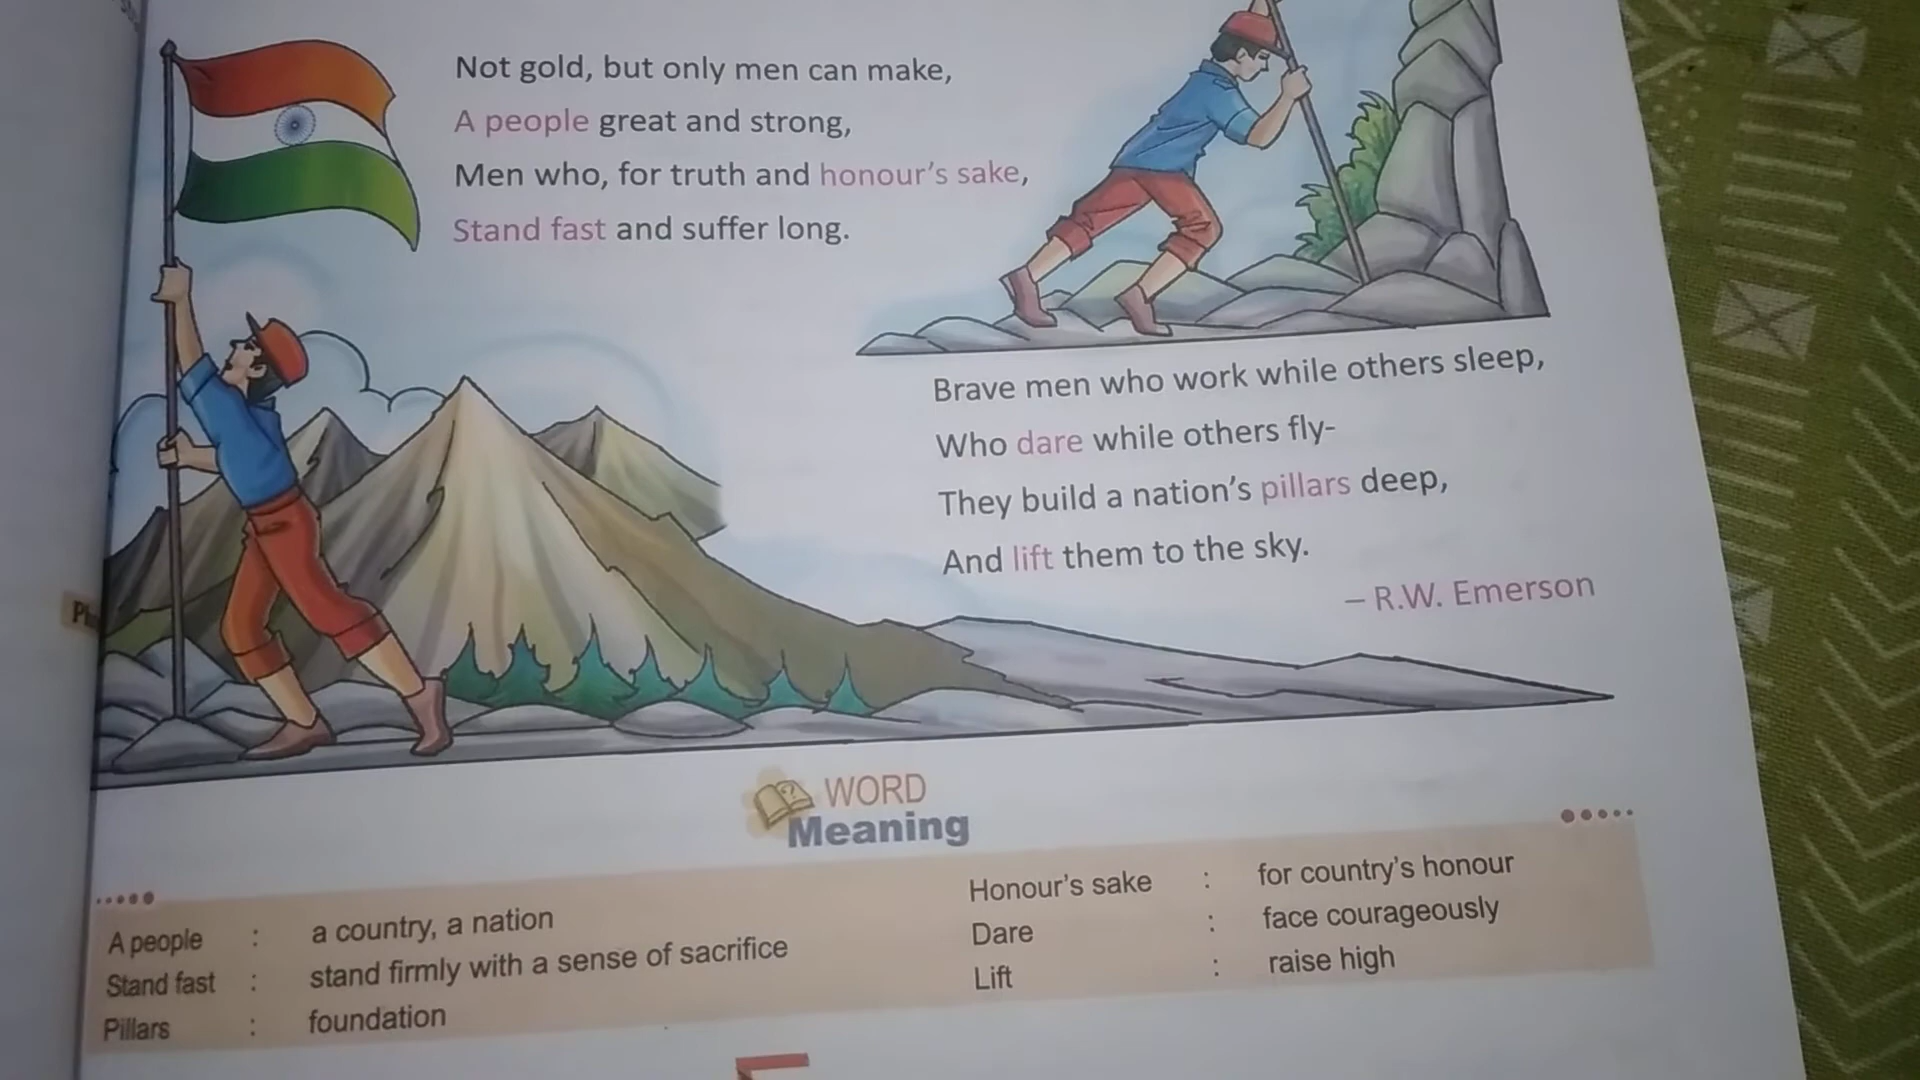 Not gold, but only men can make,
A people great and strong,
Men who, for truth and honour's sake,
Stand fast and suffer long.
Brave men who work while others sleep,
Who dare while others fly-
They build a nation's pillars deep,
And lift them to the sky.
– R.W. Emerson
WORD
Meaning
A people : a country, a nation
Stand fast : stand firmly with a sense of sacrifice
Pillars : foundation
Honour's sake : for country's honour
Dare : face courageously
Lift : raise high